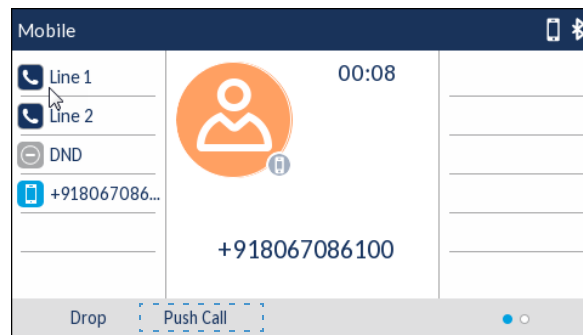 Mobile
Line 1
Line 2
DND
+918067086...
00:08
+918067086100
Drop
Push Call